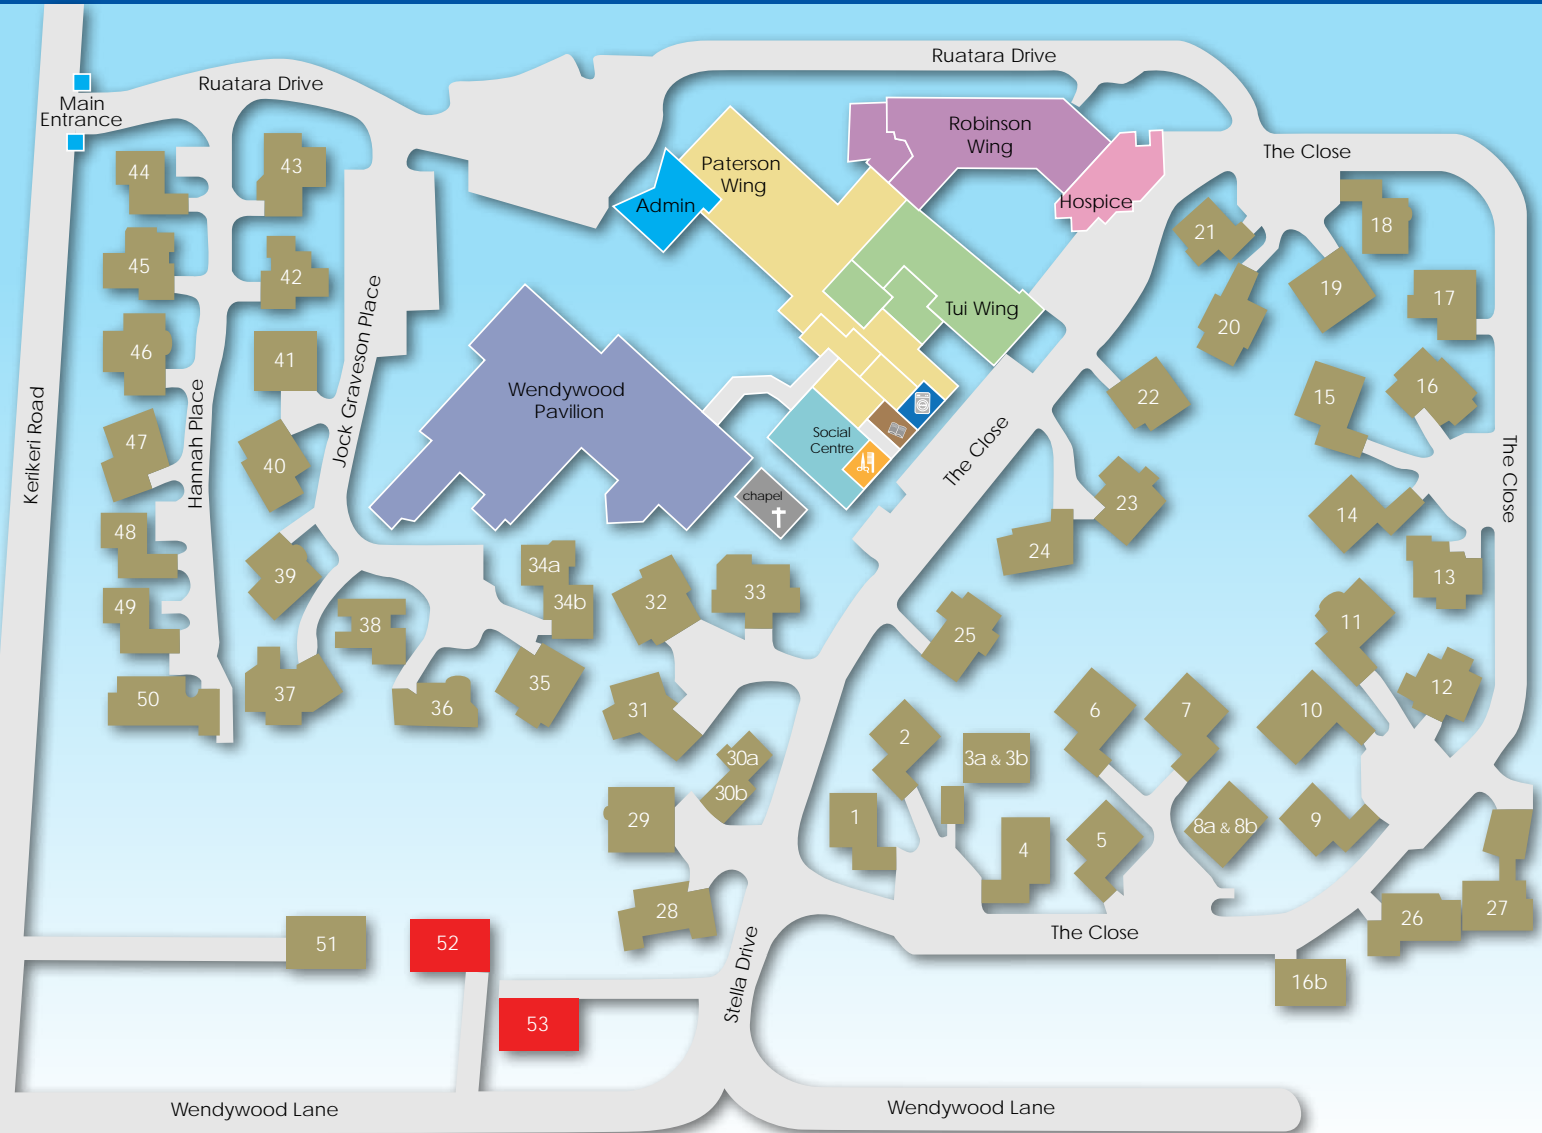 Ruatara Drive
Ruatara Drive
Main
Entrance
Robinson
Wing
The Close
Paterson
Wing
Hospice
Admin
Tui Wing
Wendywood
Pavilion
Social
Centre
chapel
Kerikeri Road
Hannah Place
Jock Graveson Place
The Close
The Close
44
43
45
42
46
41
47
40
48
39
49
38
50
37
36
34a
34b
35
32
33
31
30a
30b
29
28
21
18
19
20
17
22
15
16
23
14
24
13
25
11
12
2
6
7
10
3a & 3b
1
4
5
8a & 8b
9
27
26
16b
51
52
53
The Close
Stella Drive
Wendywood Lane
Wendywood Lane